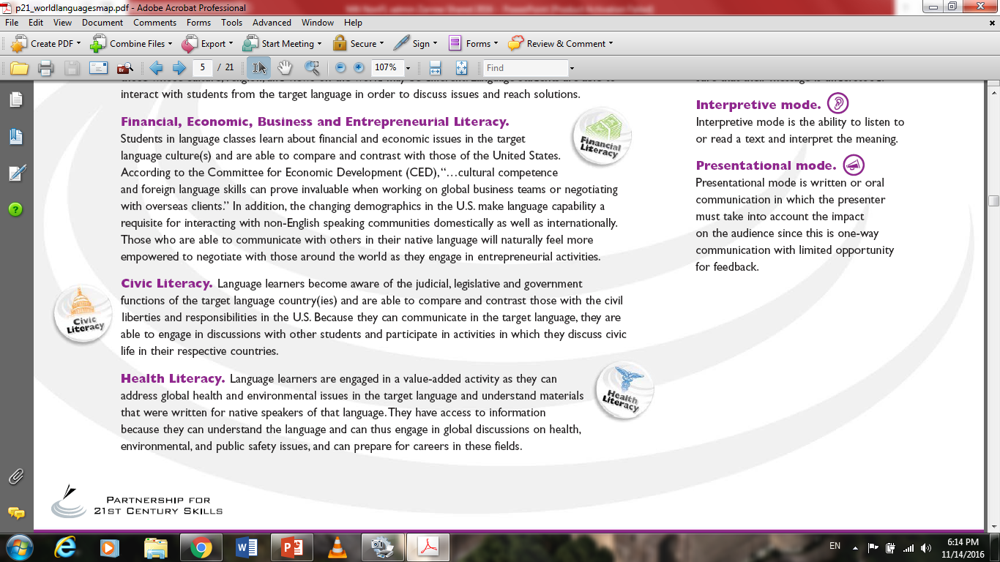 p21_worldlanguagesmap.pdf - Adobe Acrobat Professional
File Edit View Document Comments Forms Tools Advanced Window Help
Create PDF Combine Files Export Start Meeting Secure Sign Forms Review & Comment
5 / 21 107% Find
interact with students from the target language in order to discuss issues and reach solutions.
Financial, Economic, Business and Entrepreneurial Literacy.
Students in language classes learn about financial and economic issues in the target
language culture(s) and are able to compare and contrast with those of the United States.
According to the Committee for Economic Development (CED), “…cultural competence
and foreign language skills can prove invaluable when working on global business teams or negotiating
with overseas clients.” In addition, the changing demographics in the U.S. make language capability a
requisite for interacting with non-English speaking communities domestically as well as internationally.
Those who are able to communicate with others in their native language will naturally feel more
empowered to negotiate with those around the world as they engage in entrepreneurial activities.
Financial
Literacy
Civic Literacy. Language learners become aware of the judicial, legislative and government
functions of the target language country(ies) and are able to compare and contrast those with the civil
liberties and responsibilities in the U.S. Because they can communicate in the target language, they are
able to engage in discussions with other students and participate in activities in which they discuss civic
life in their respective countries.
Civic
Literacy
Health Literacy. Language learners are engaged in a value-added activity as they can
address global health and environmental issues in the target language and understand materials
that were written for native speakers of that language. They have access to information
because they can understand the language and can thus engage in global discussions on health,
environmental, and public safety issues, and can prepare for careers in these fields.
Health
Literacy
Interpretive mode.
Interpretive mode is the ability to listen to
or read a text and interpret the meaning.
Presentational mode.
Presentational mode is written or oral
communication in which the presenter
must take into account the impact
on the audience since this is one-way
communication with limited opportunity
for feedback.
Partnership for
21st Century Skills
EN
6:14 PM
11/14/2016